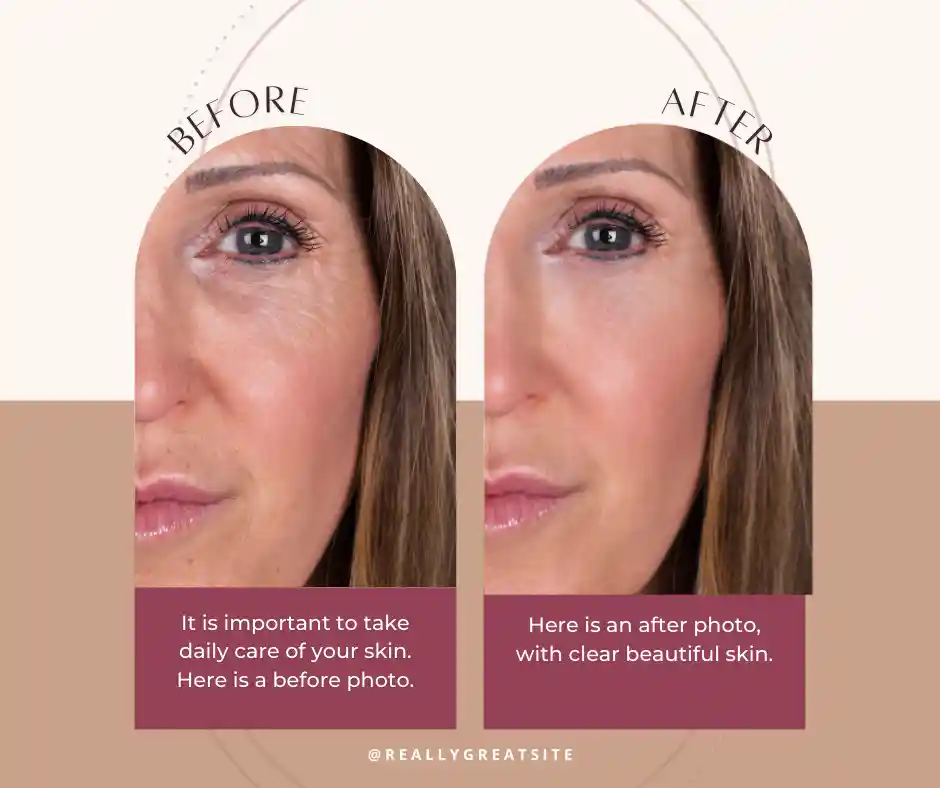 BEFORE
AFTER
It is important to take
daily care of your skin.
Here is a before photo.
Here is an after photo,
with clear beautiful skin.
@REALLYGREATSITE